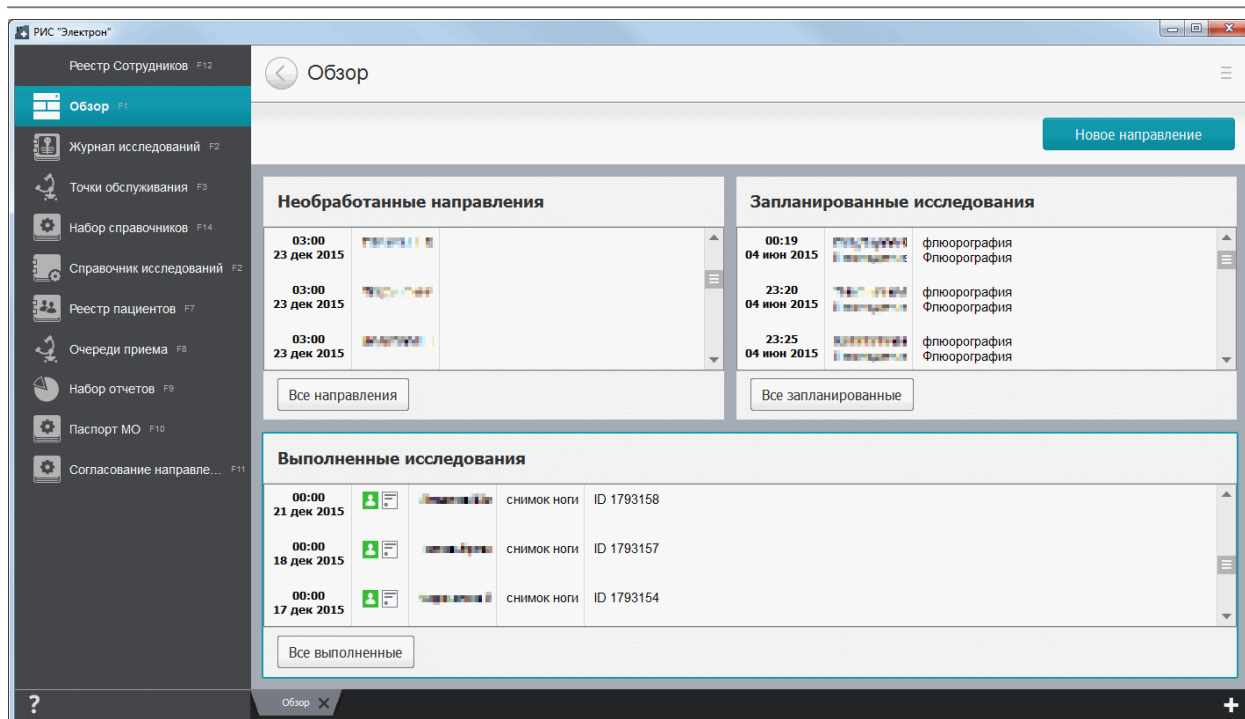 РИС "Электрон"
Реестр Сотрудников F12
Обзор F1
Журнал исследований F2
Точки обслуживания F3
Набор справочников F14
Справочник исследований F2
Реестр пациентов F7
Очереди приема F8
Набор отчетов F9
Паспорт МО F10
Согласование направле... F11
?
Обзор
Новое направление
Необработанные направления
03:00
23 дек 2015
03:00
23 дек 2015
03:00
23 дек 2015
Все направления
Запланированные исследования
00:19 флюорография
04 июн 2015 Флюорография
23:20 флюорография
04 июн 2015 Флюорография
23:25 флюорография
04 июн 2015 Флюорография
Все запланированные
Выполненные исследования
00:00
21 дек 2015 снимок ноги ID 1793158
00:00
18 дек 2015 снимок ноги ID 1793157
00:00
17 дек 2015 снимок ноги ID 1793154
Все выполненные
Обзор